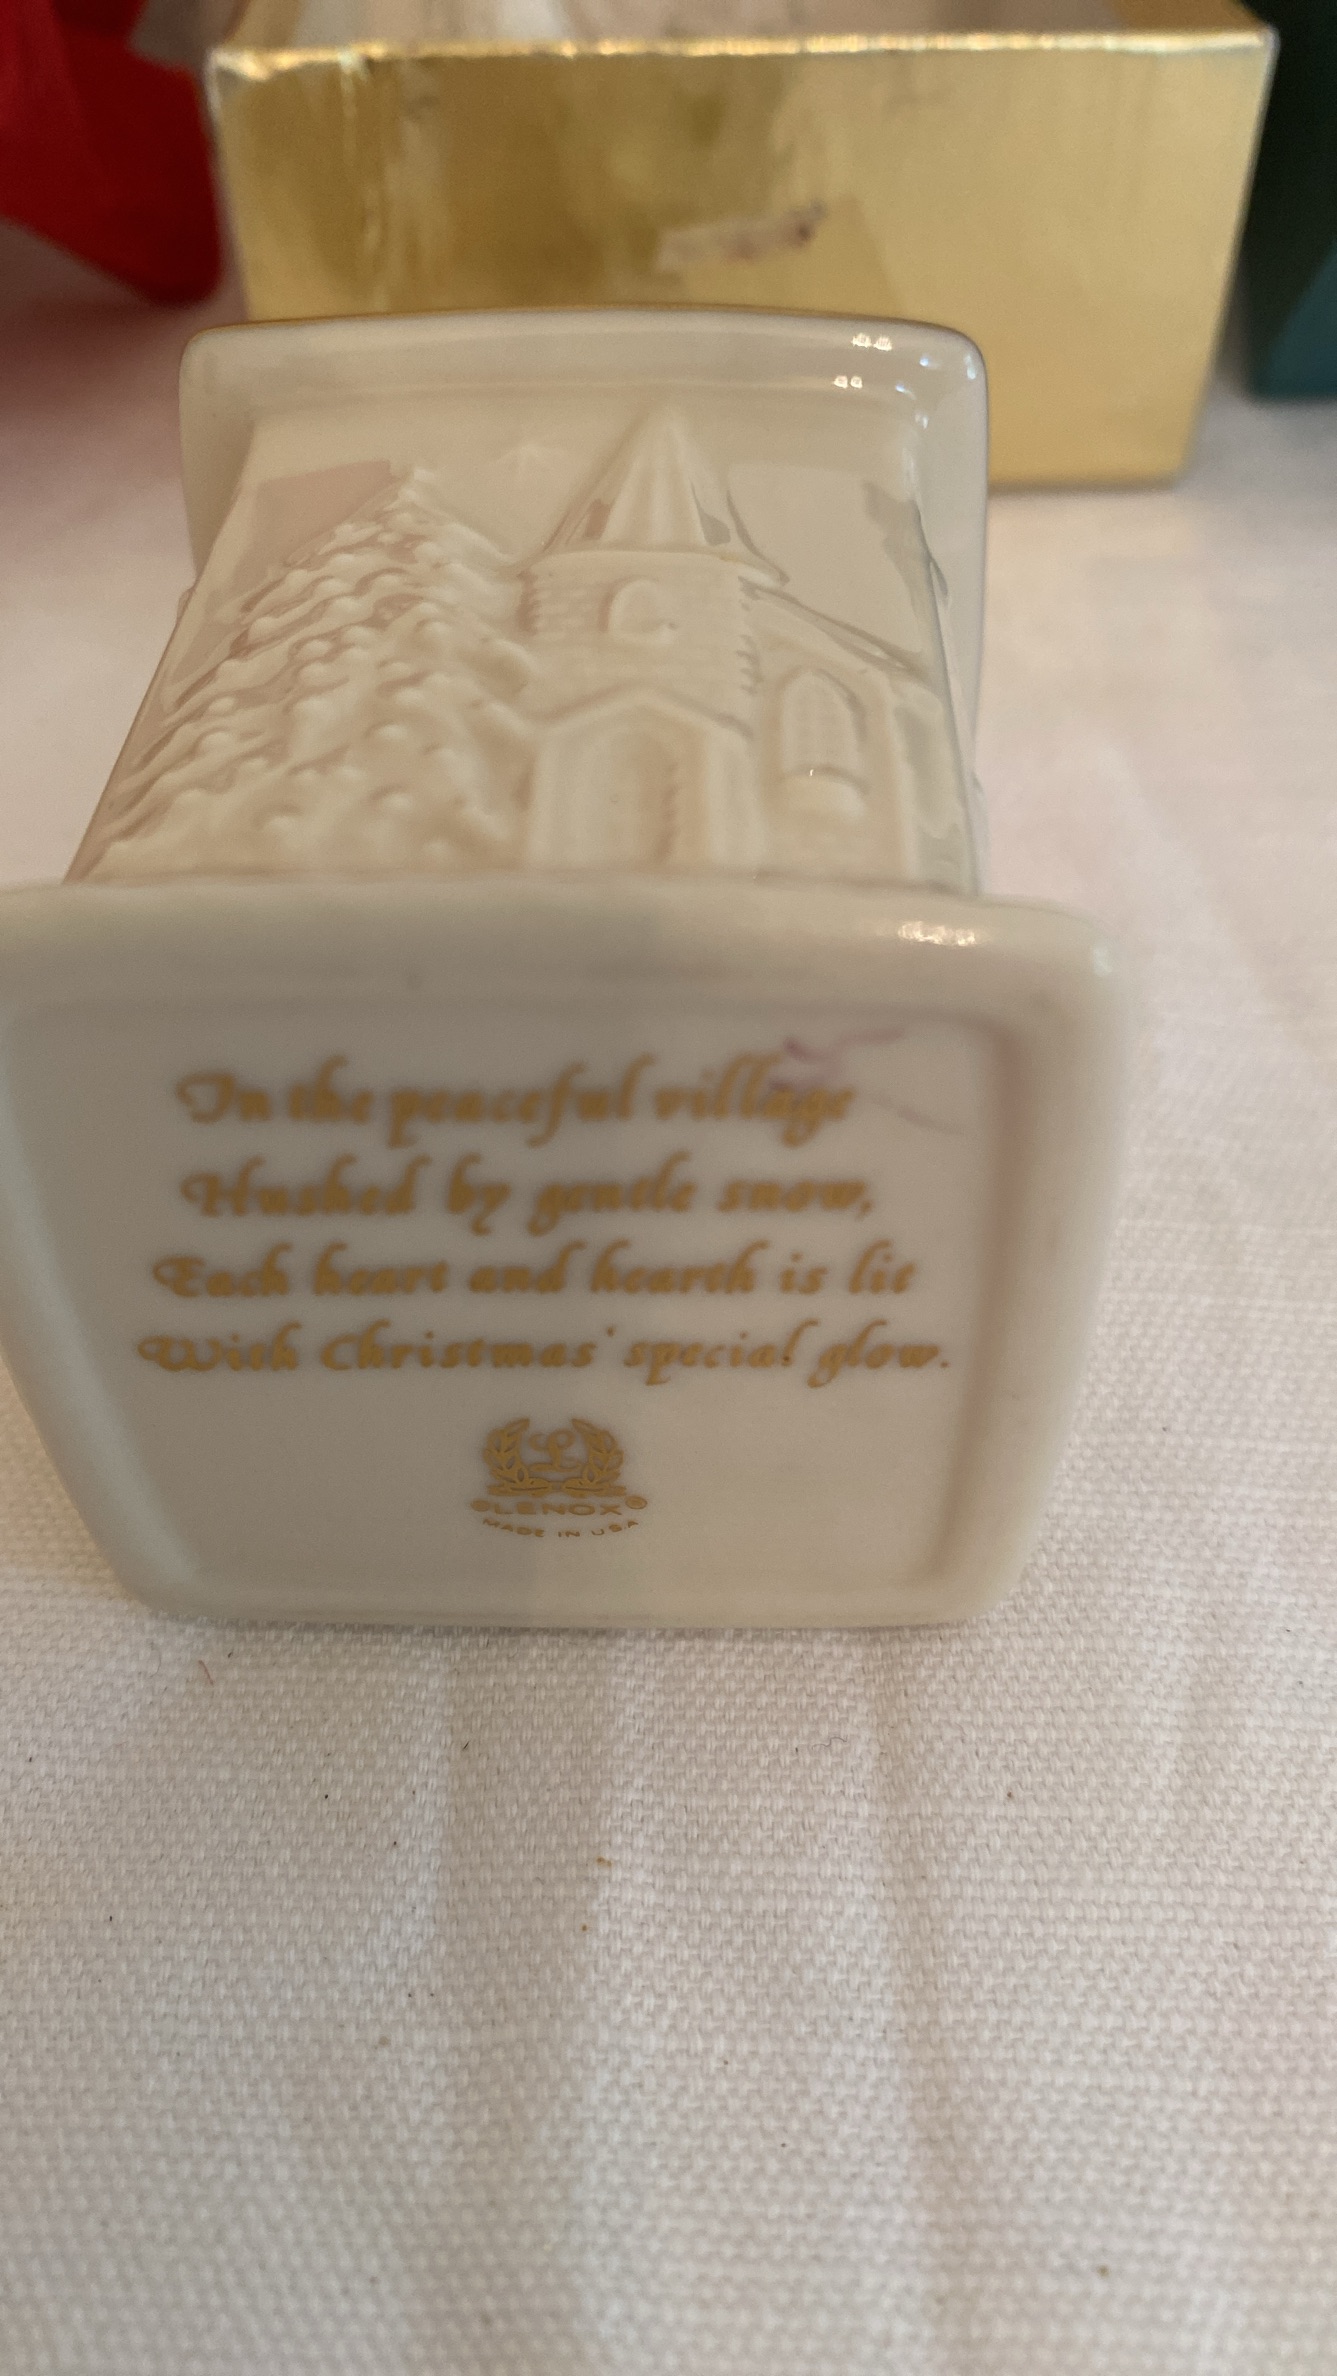 In the peaceful village
Hushed by gentle snow,
Each heart and hearth is lit
With Christmas' special glow.
L
©LENOX®
MADE IN USA